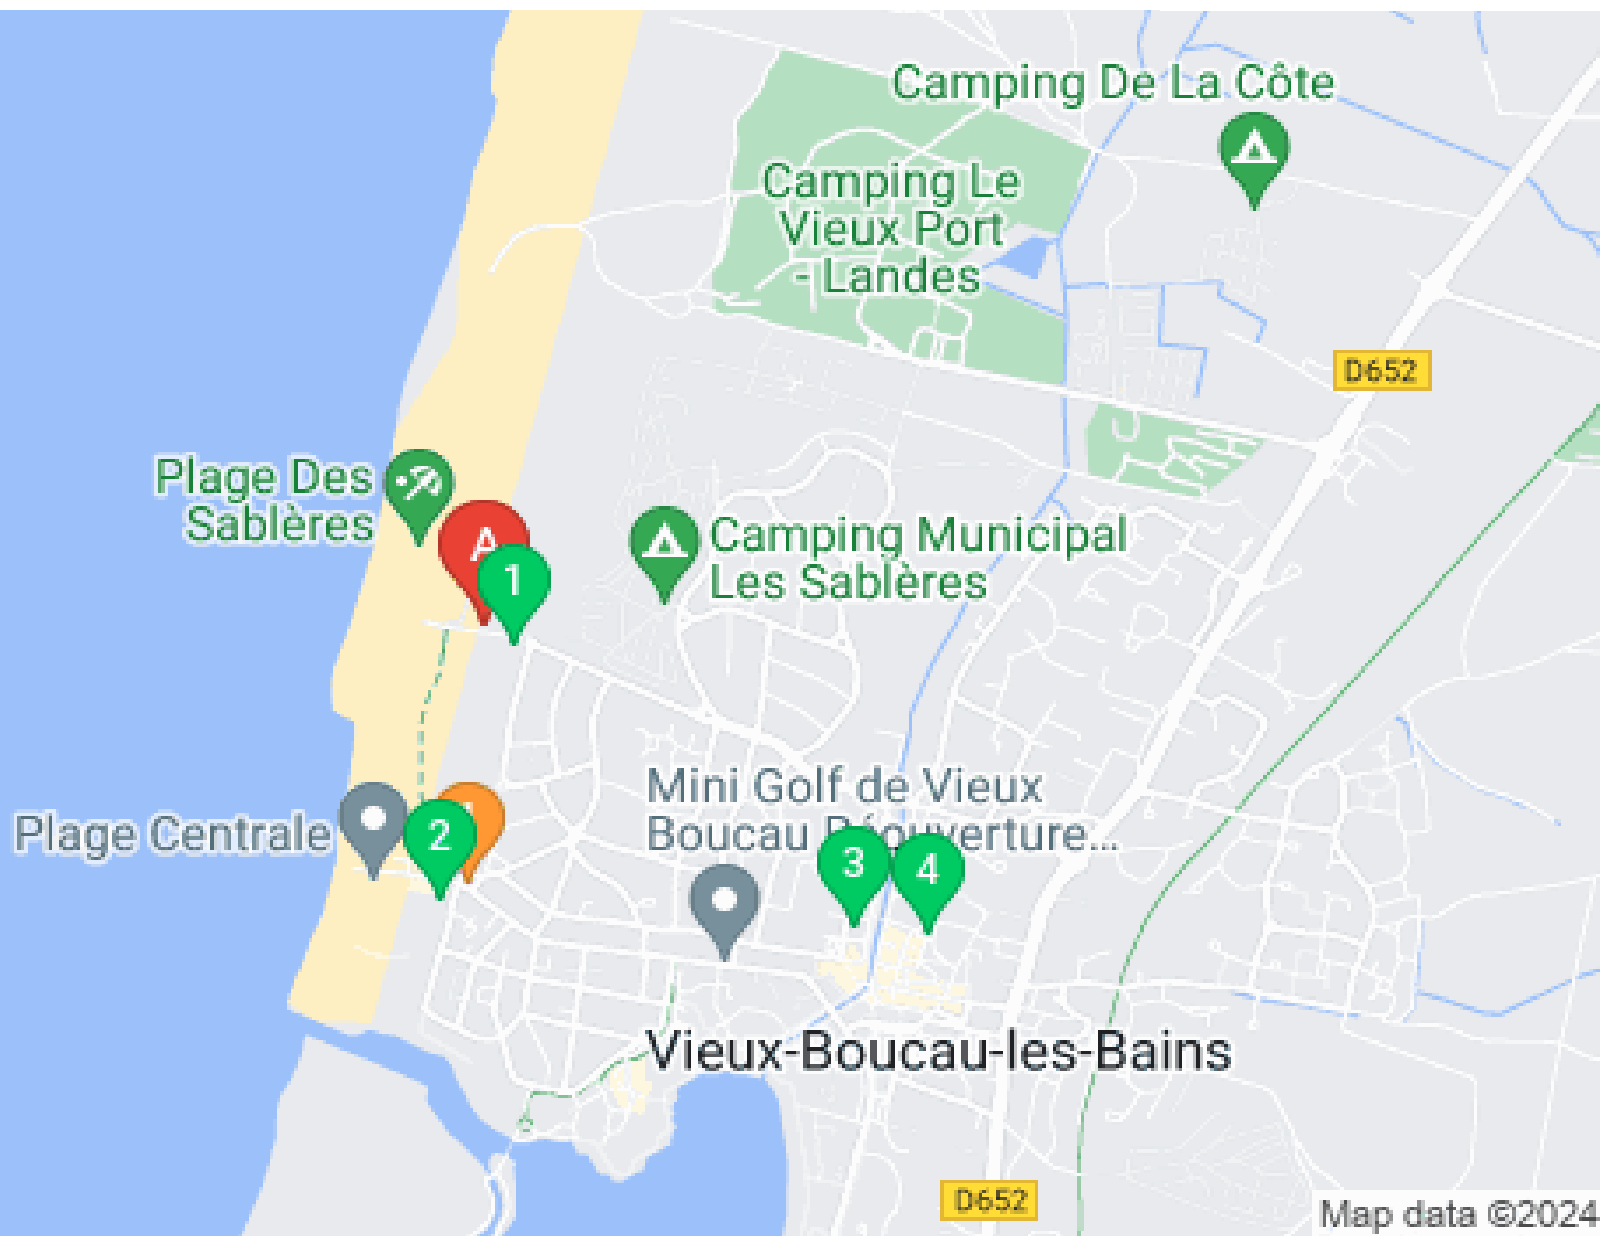 Camping De La Côte
Camping Le
Vieux Port
- Landes
D652
Plage Des
Sablères
A
1
Camping Municipal
Les Sablères
Mini Golf de Vieux
Boucau Réouverture...
Plage Centrale
2
3
4
Vieux-Boucau-les-Bains
D652
Map data ©2024